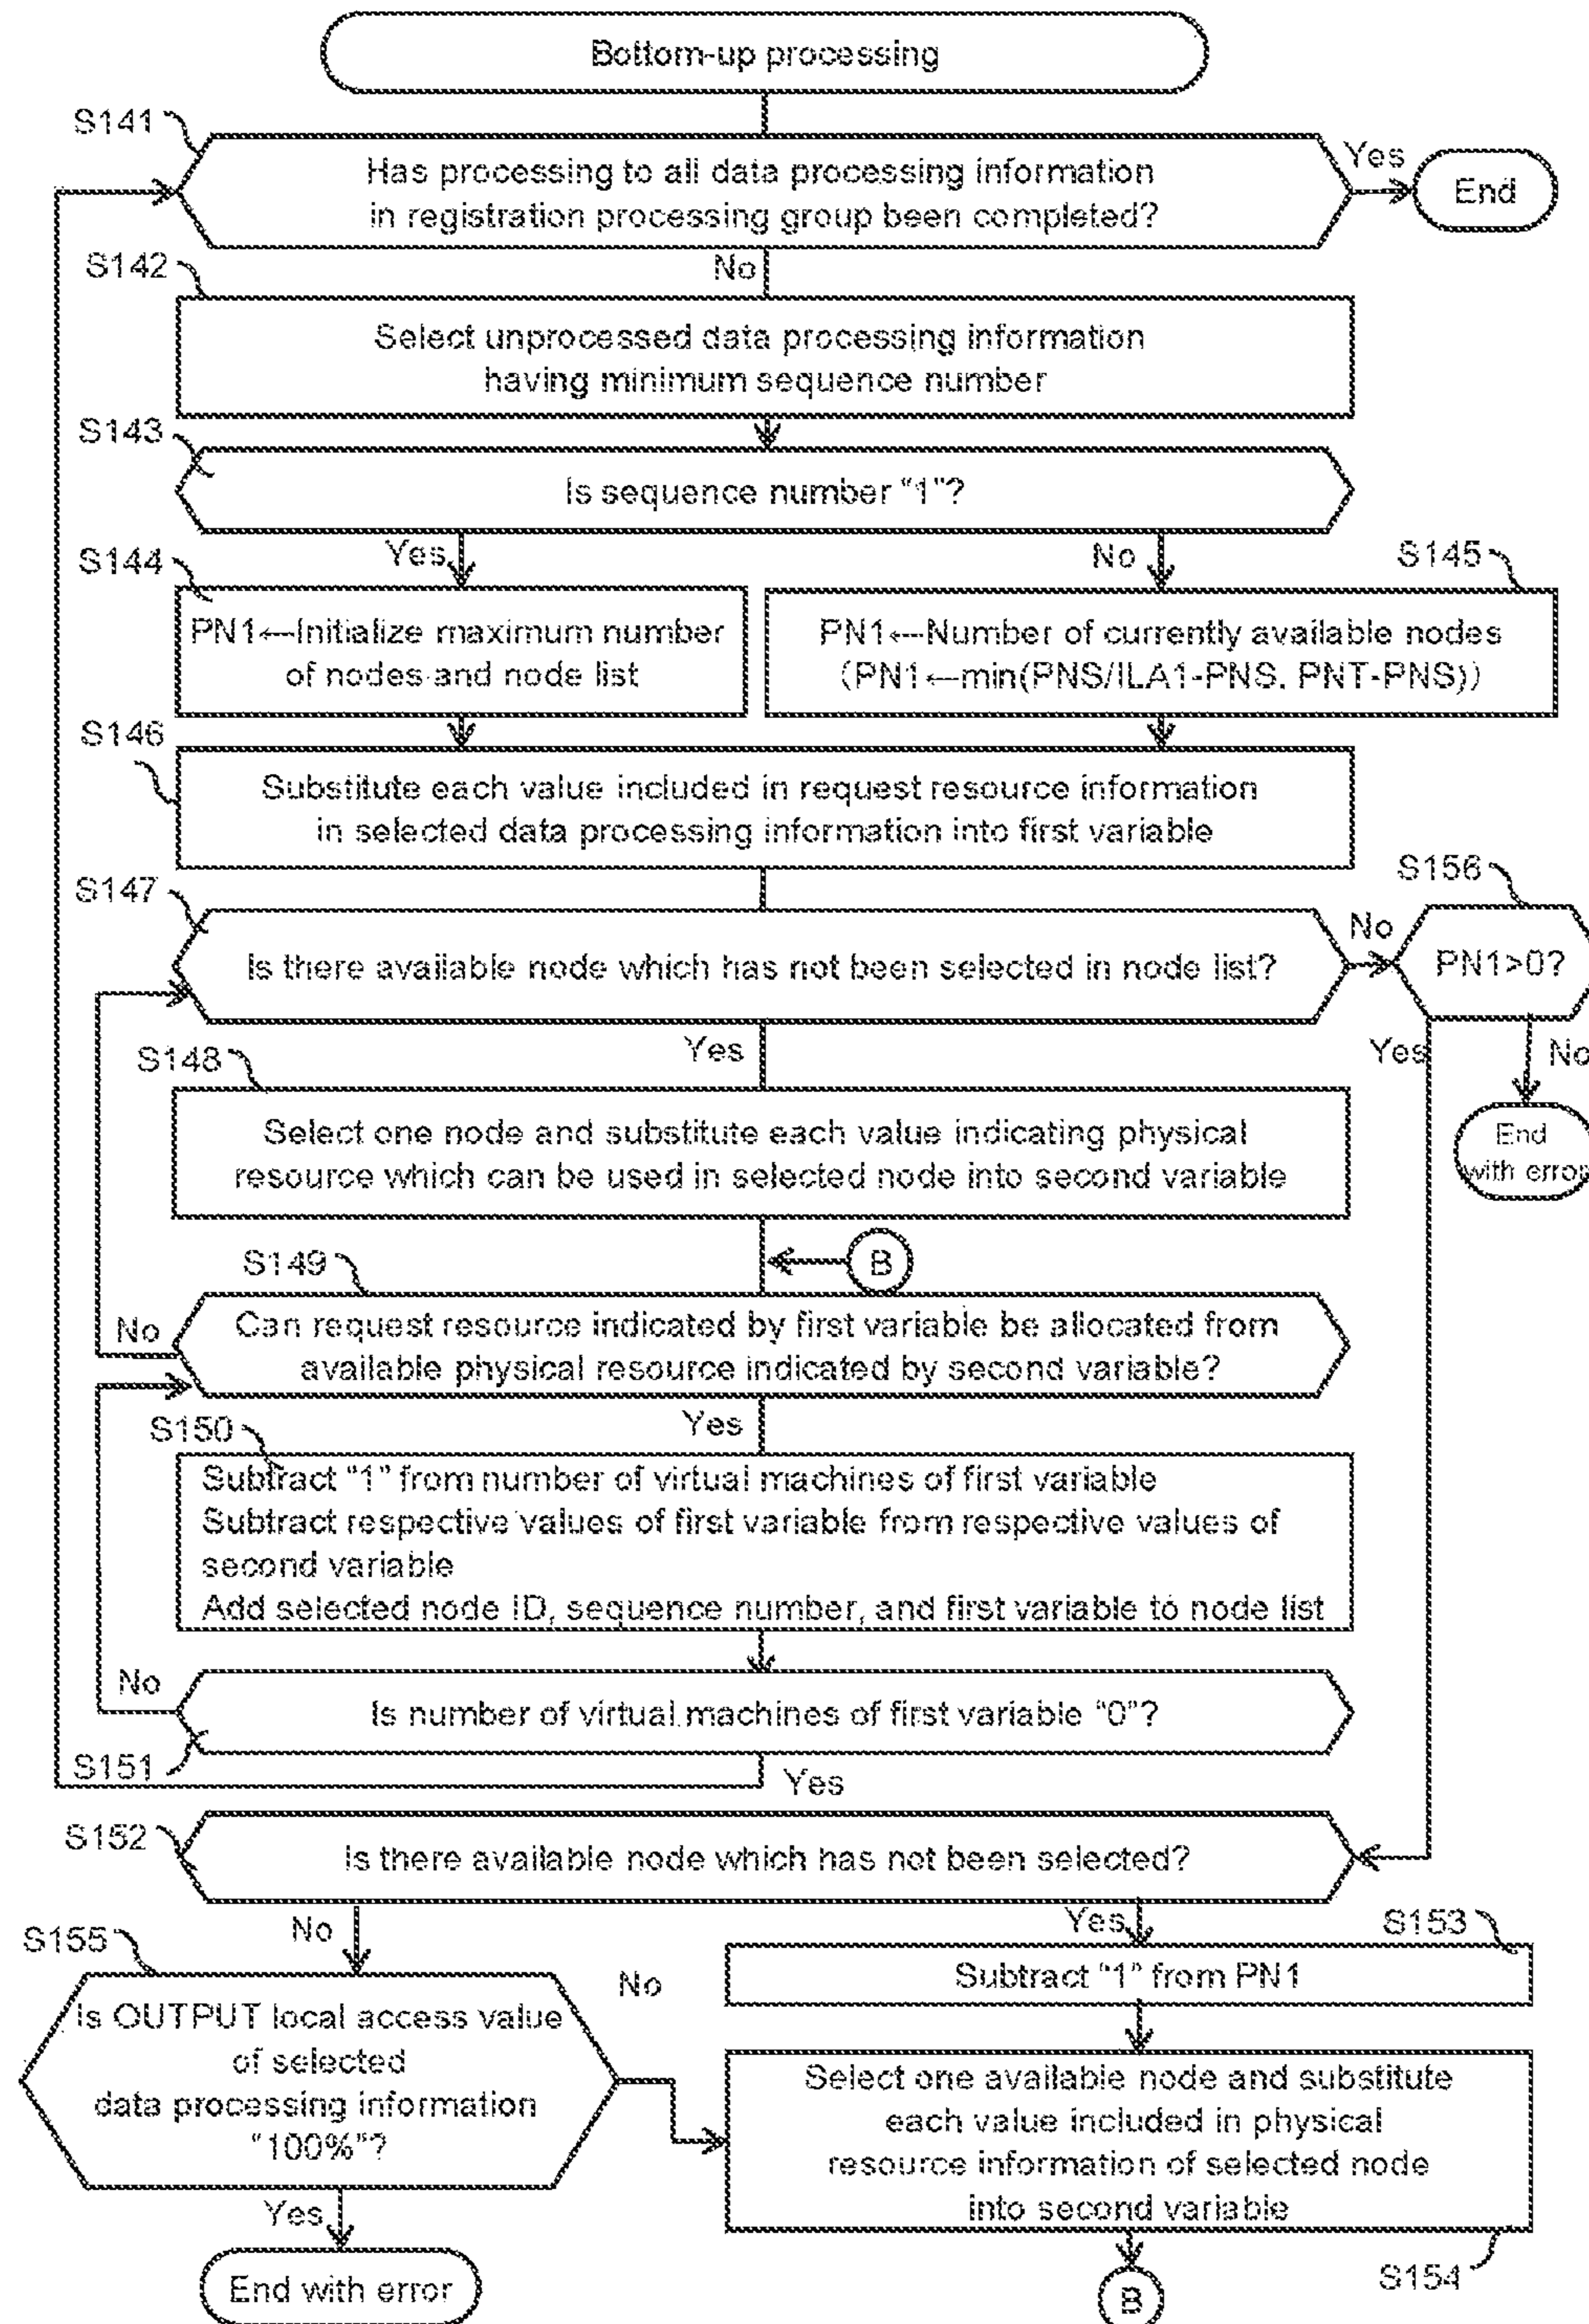 Bottom-up processing
S141
Has processing to all data processing information
in registration processing group been completed?
Yes
End
No
S142
Select unprocessed data processing information
having minimum sequence number
S143
Is sequence number "1"?
Yes
No
S144
PN1←Initialize maximum number
of nodes and node list
S145
PN1←Number of currently available nodes
(PN1←min(PNS/ILA1-PNS, PNT-PNS))
S146
Substitute each value included in request resource information
in selected data processing information into first variable
S147
Is there available node which has not been selected in node list?
No
S156
PN1>0?
Yes
No
End
with error
Yes
S148
Select one node and substitute each value indicating physical
resource which can be used in selected node into second variable
B
S149
Can request resource indicated by first variable be allocated from
available physical resource indicated by second variable?
No
Yes
S150
Subtract "1" from number of virtual machines of first variable
Subtract respective values of first variable from respective values of
second variable
Add selected node ID, sequence number, and first variable to node list
No
Is number of virtual machines of first variable "0"?
S151
Yes
S152
Is there available node which has not been selected?
No
Yes
S155
Is OUTPUT local access value
of selected
data processing information
"100%"?
No
Yes
End with error
S153
Subtract "1" from PN1
Select one available node and substitute
each value included in physical
resource information of selected node
into second variable
S154
B